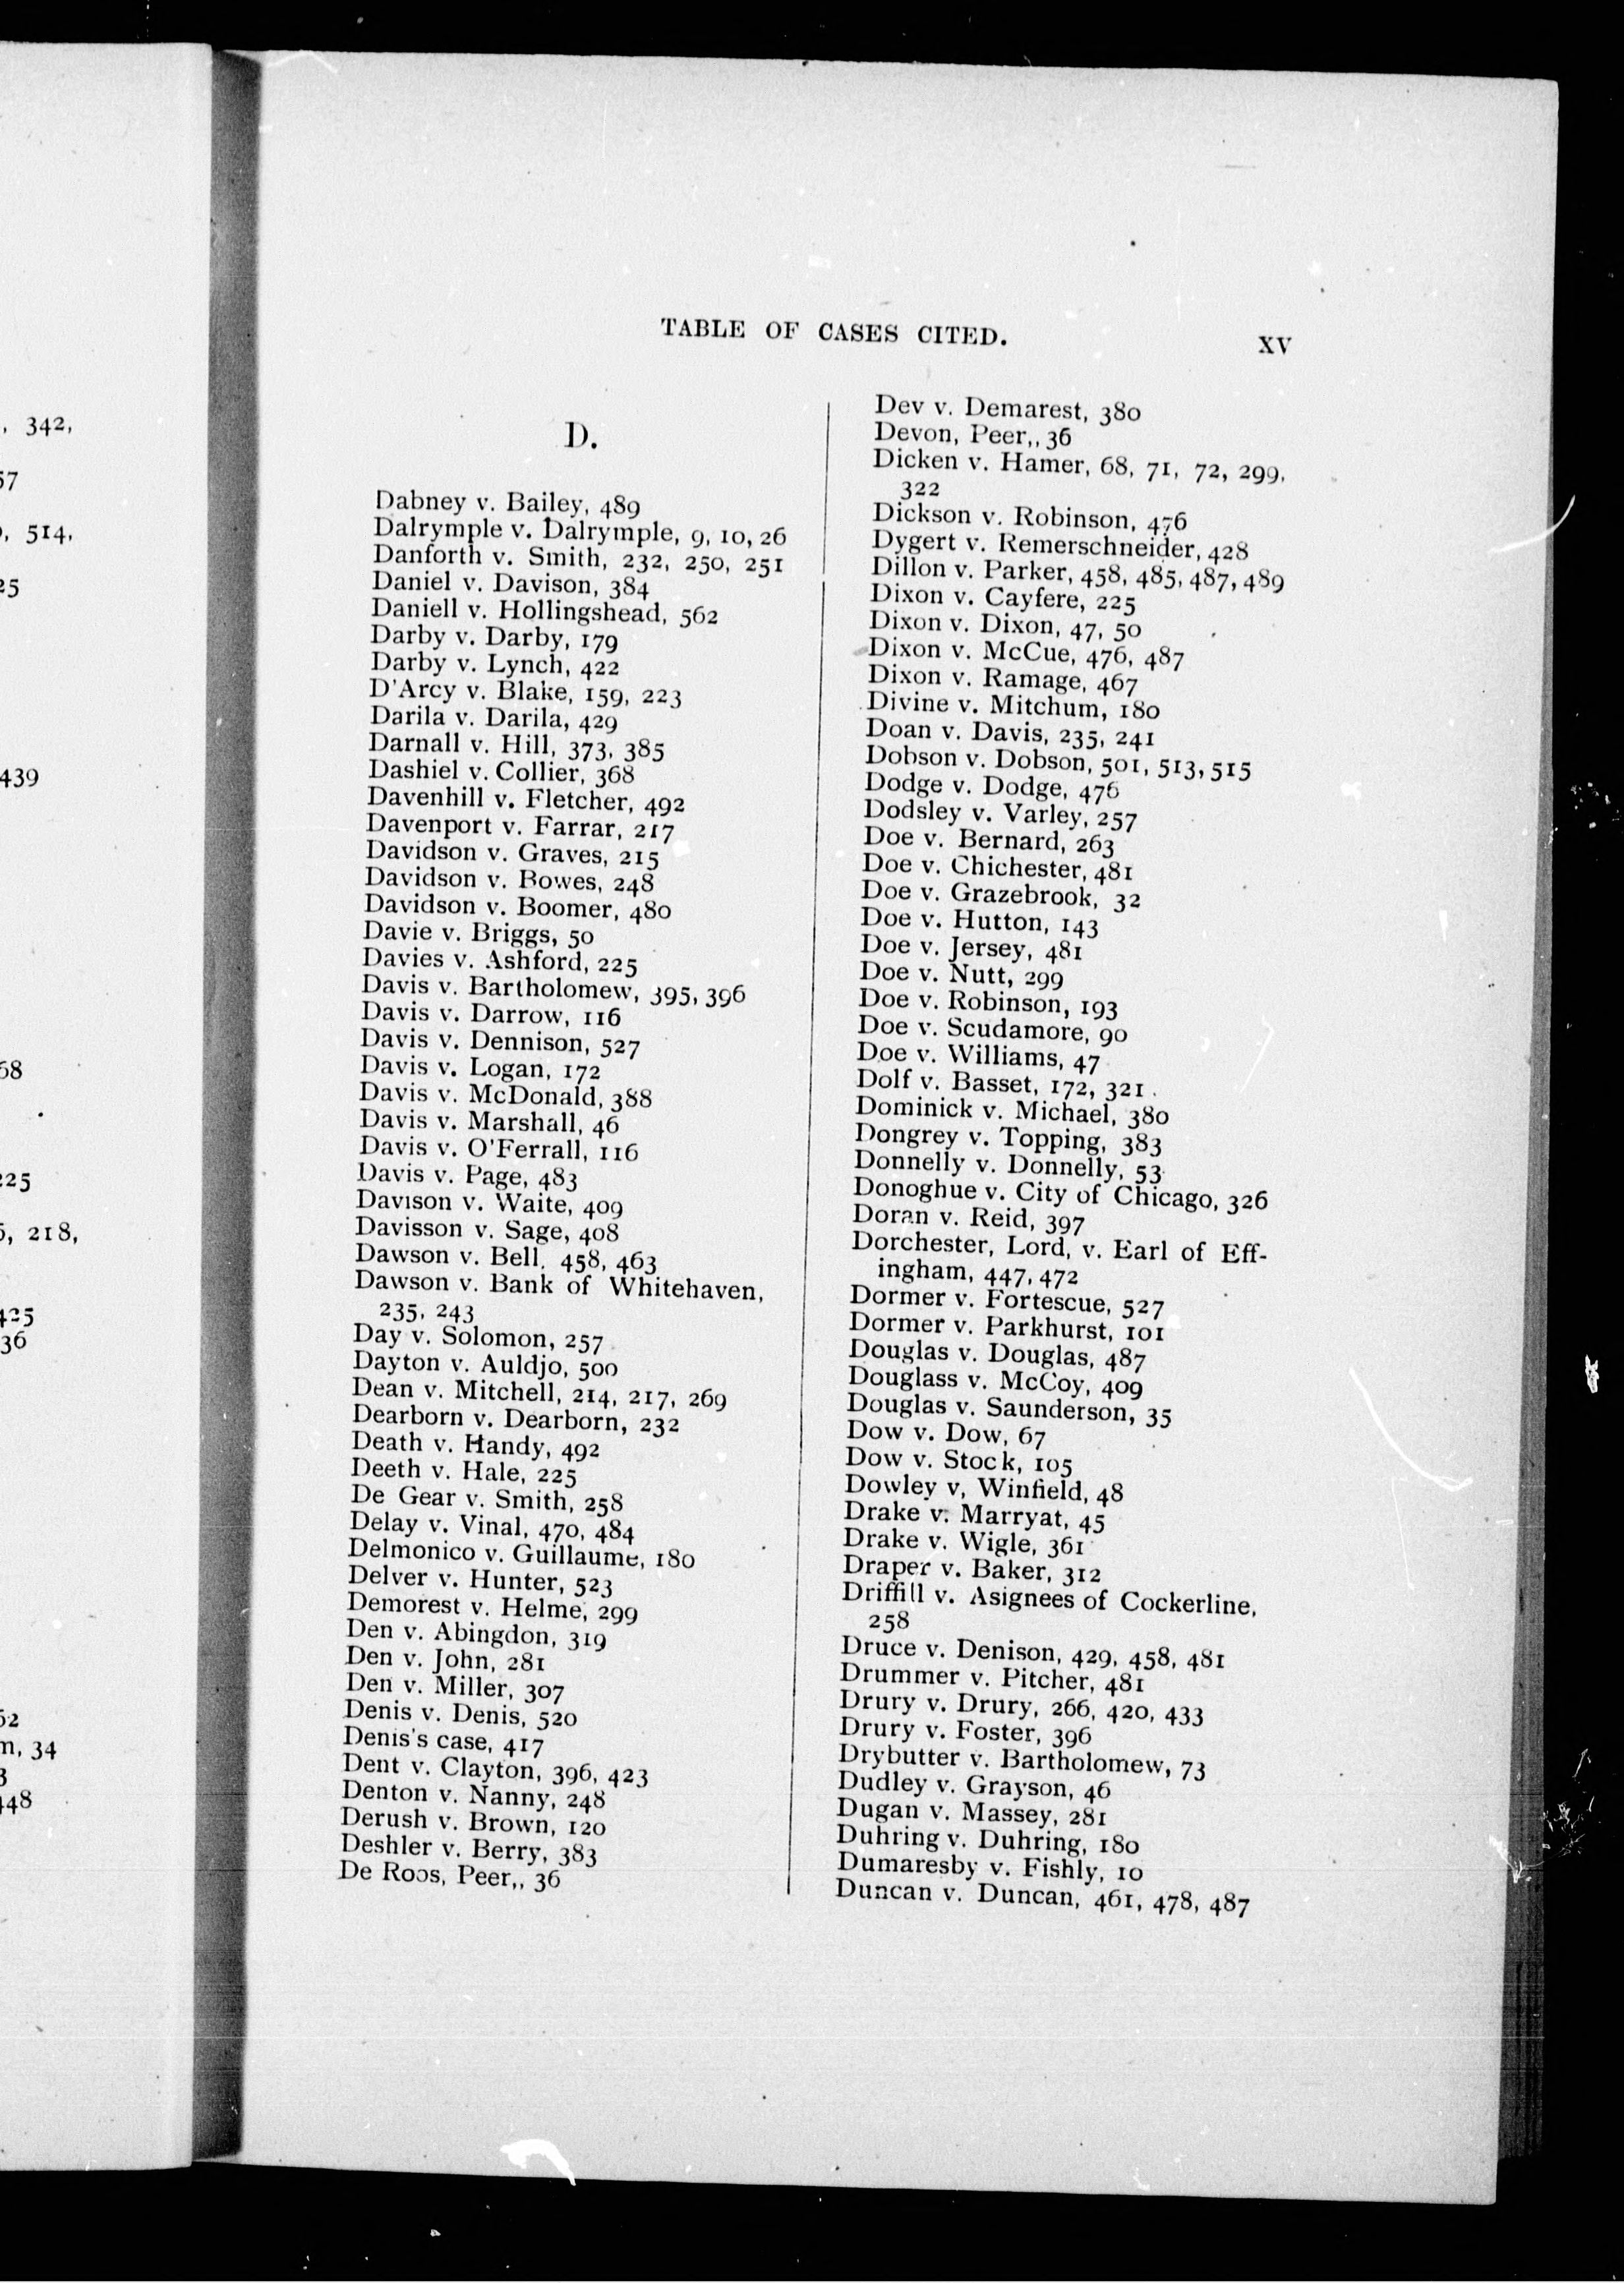 , 342,
57
, 514,
25
439
58
225
, 218,
425
36
52
m, 34
3
448
TABLE OF CASES CITED.
XV
D.
Dabney v. Bailey, 489
Dalrymple v. Dalrymple, 9, 10, 26
Danforth v. Smith, 232, 250, 251
Daniel v. Davison, 384
Daniell v. Hollingshead, 562
Darby v. Darby, 179
Darby v. Lynch, 422
D'Arcy v. Blake, 159, 223
Darila v. Darila, 429
Darnall v. Hill, 373, 385
Dashiel v. Collier, 368
Davenhill v. Fletcher, 492
Davenport v. Farrar, 217
Davidson v. Graves, 215
Davidson v. Bowes, 248
Davidson v. Boomer, 480
Davie v. Briggs, 50
Davies v. Ashford, 225
Davis v. Bartholomew, 395, 396
Davis v. Darrow, 116
Davis v. Dennison, 527
Davis v. Logan, 172
Davis v. McDonald, 388
Davis v. Marshall, 46
Davis v. O'Ferrall, 116
Davis v. Page, 483
Davison v. Waite, 409
Davisson v. Sage, 408
Dawson v. Bell, 458, 463
Dawson v. Bank of Whitehaven,
235, 243
Day v. Solomon, 257
Dayton v. Auldjo, 500
Dean v. Mitchell, 214, 217, 269
Dearborn v. Dearborn, 232
Death v. Handy, 492
Deeth v. Hale, 225
De Gear v. Smith, 258
Delay v. Vinal, 470, 484
Delmonico v. Guillaume, 180
Delver v. Hunter, 523
Demorest v. Helme, 299
Den v. Abingdon, 319
Den v. John, 281
Den v. Miller, 307
Denis v. Denis, 520
Denis's case, 417
Dent v. Clayton, 396, 423
Denton v. Nanny, 248
Derush v. Brown, 120
Deshler v. Berry, 383
De Roos, Peer,, 36
Dev v. Demarest, 380
Devon, Peer,, 36
Dicken v. Hamer, 68, 71, 72, 299,
322
Dickson v. Robinson, 476
Dygert v. Remerschneider, 428
Dillon v. Parker, 458, 485, 487, 489
Dixon v. Cayfere, 225
Dixon v. Dixon, 47, 50
Dixon v. McCue, 476, 487
Dixon v. Ramage, 467
Divine v. Mitchum, 180
Doan v. Davis, 235, 241
Dobson v. Dobson, 501, 513, 515
Dodge v. Dodge, 476
Dodsley v. Varley, 257
Doe v. Bernard, 263
Doe v. Chichester, 481
Doe v. Grazebrook, 32
Doe v. Hutton, 143
Doe v. Jersey, 481
Doe v. Nutt, 299
Doe v. Robinson, 193
Doe v. Scudamore, 90
Doe v. Williams, 47
Dolf v. Basset, 172, 321
Dominick v. Michael, 380
Dongrey v. Topping, 383
Donnelly v. Donnelly, 53
Donoghue v. City of Chicago, 326
Doran v. Reid, 397
Dorchester, Lord, v. Earl of Eff-
ingham, 447, 472
Dormer v. Fortescue, 527
Dormer v. Parkhurst, 101
Douglas v. Douglas, 487
Douglass v. McCoy, 409
Douglas v. Saunderson, 35
Dow v. Dow, 67
Dow v. Stock, 105
Dowley v, Winfield, 48
Drake v. Marryat, 45
Drake v. Wigle, 361
Draper v. Baker, 312
Driffill v. Asignees of Cockerline,
258
Druce v. Denison, 429, 458, 481
Drummer v. Pitcher, 481
Drury v. Drury, 266, 420, 433
Drury v. Foster, 396
Drybutter v. Bartholomew, 73
Dudley v. Grayson, 46
Dugan v. Massey, 281
Duhring v. Duhring, 180
Dumaresby v. Fishly, 10
Duncan v. Duncan, 461, 478, 487